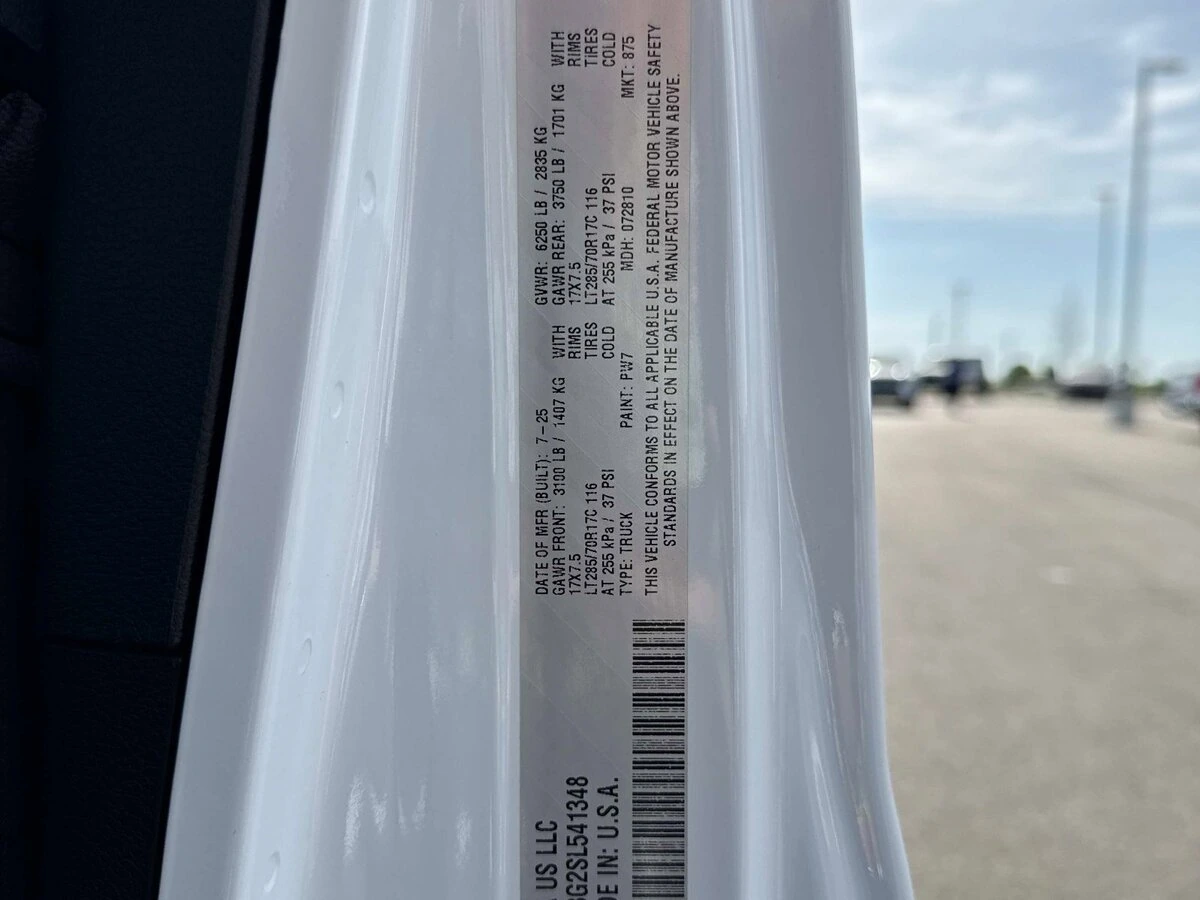 DATE OF MFR (BUILT): 7-25 GVWR: 6250 LB / 2835 KG
GAWR FRONT: 3100 LB / 1407 KG WITH GAWR REAR: 3750 LB / 1701 KG WITH
17X7.5 RIMS 17X7.5 RIMS
LT285/70R17C 116 TIRES LT285/70R17C 116 TIRES
AT 255 kPa / 37 PSI COLD AT 255 kPa / 37 PSI COLD
TYPE: TRUCK PAINT: PW7 MDH: 072810 MKT: 875
THIS VEHICLE CONFORMS TO ALL APPLICABLE U.S.A. FEDERAL MOTOR VEHICLE SAFETY
STANDARDS IN EFFECT ON THE DATE OF MANUFACTURE SHOWN ABOVE.
US LLC
G2SL541348
IN: U.S.A.